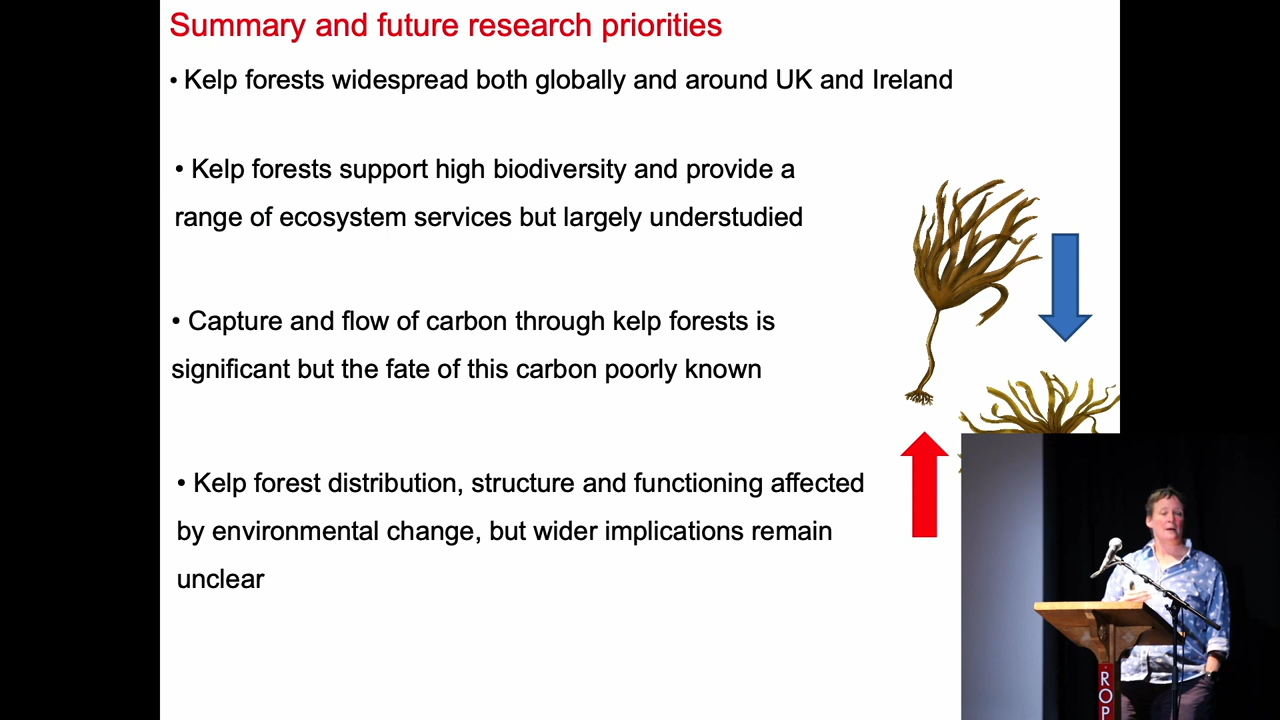 Summary and future research priorities
• Kelp forests widespread both globally and around UK and Ireland
• Kelp forests support high biodiversity and provide a
range of ecosystem services but largely understudied
• Capture and flow of carbon through kelp forests is
significant but the fate of this carbon poorly known
• Kelp forest distribution, structure and functioning affected
by environmental change, but wider implications remain
unclear
ROP